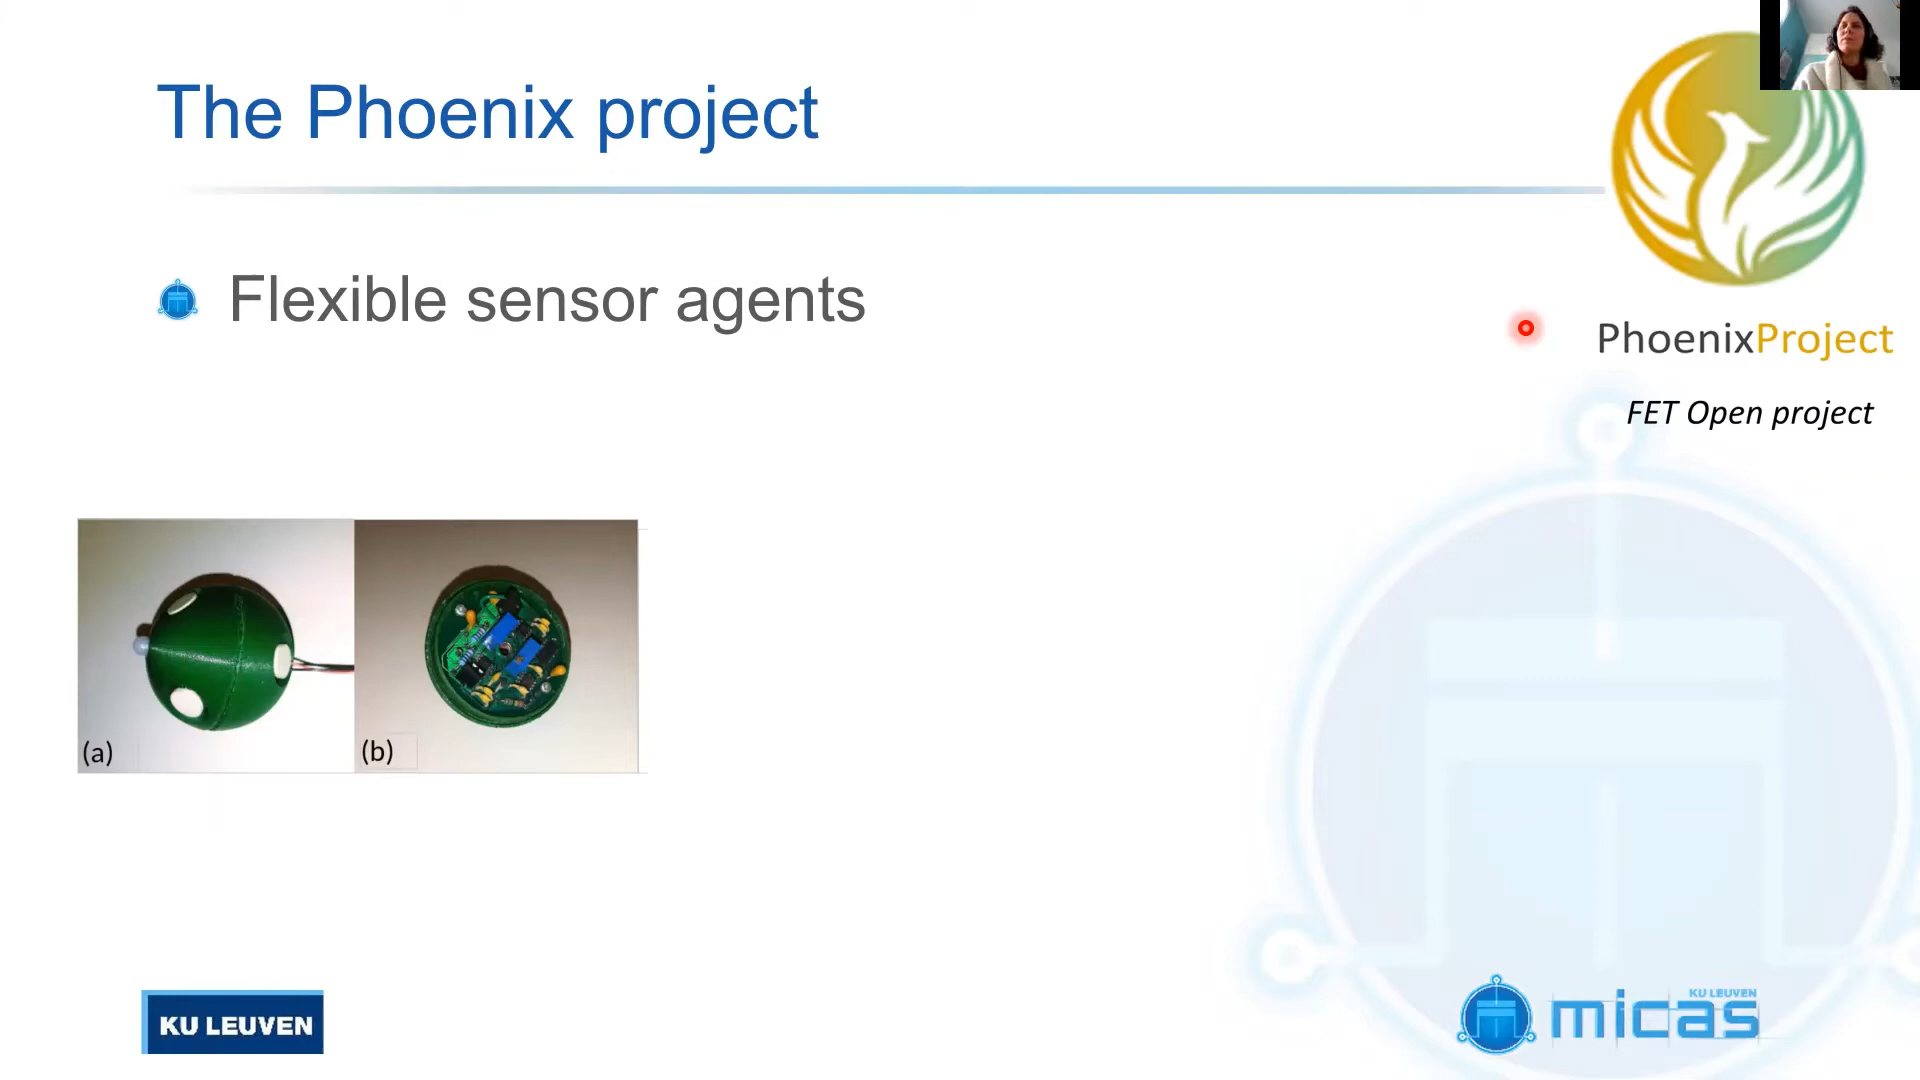 The Phoenix project
Flexible sensor agents
PhoenixProject
FET Open project
(a)
(b)
KU LEUVEN
KU LEUVEN
micas